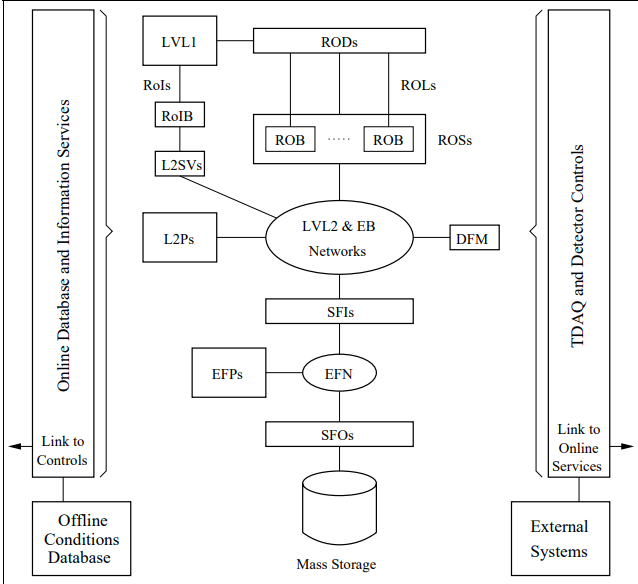 LVL1
RODs
RoIs
ROLs
RoIB
ROB
.....
ROB
ROSs
L2SVs
LVL2 & EB
Networks
L2Ps
DFM
SFIs
EFPs
EFN
SFOs
Mass Storage
Online Database and Information Services
Link to
Controls
Offline
Conditions
Database
TDAQ and Detector Controls
Link to
Online
Services
External
Systems